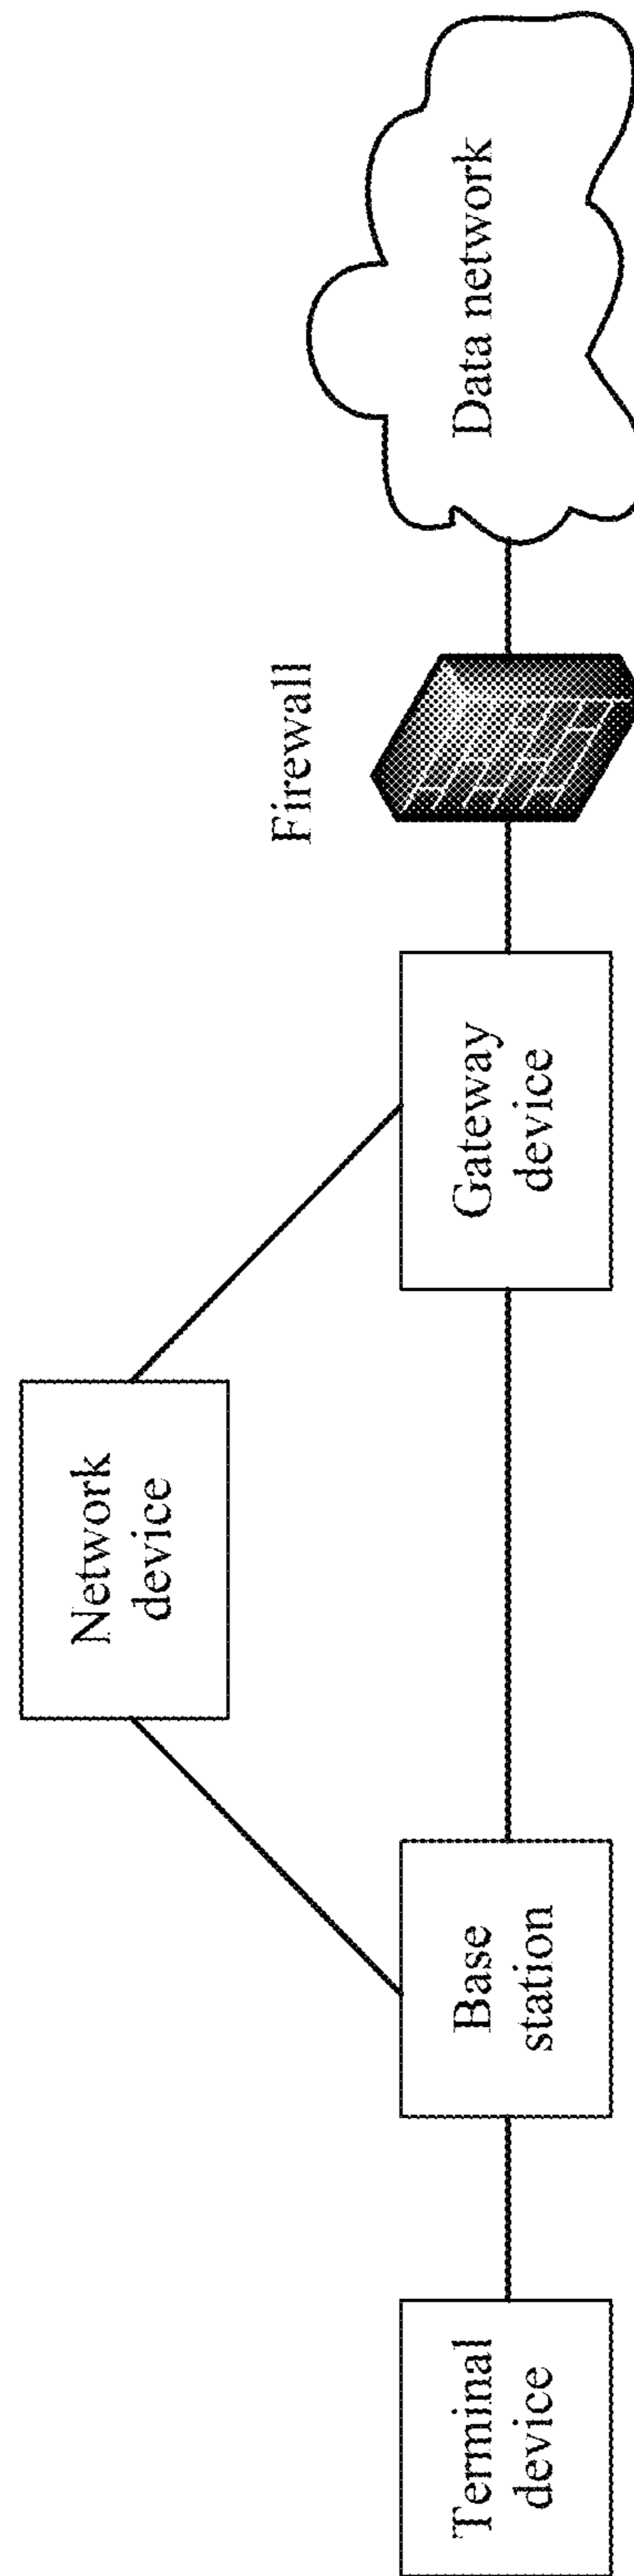 Network
device
Firewall
Terminal
device
Base
station
Gateway
device
Data network